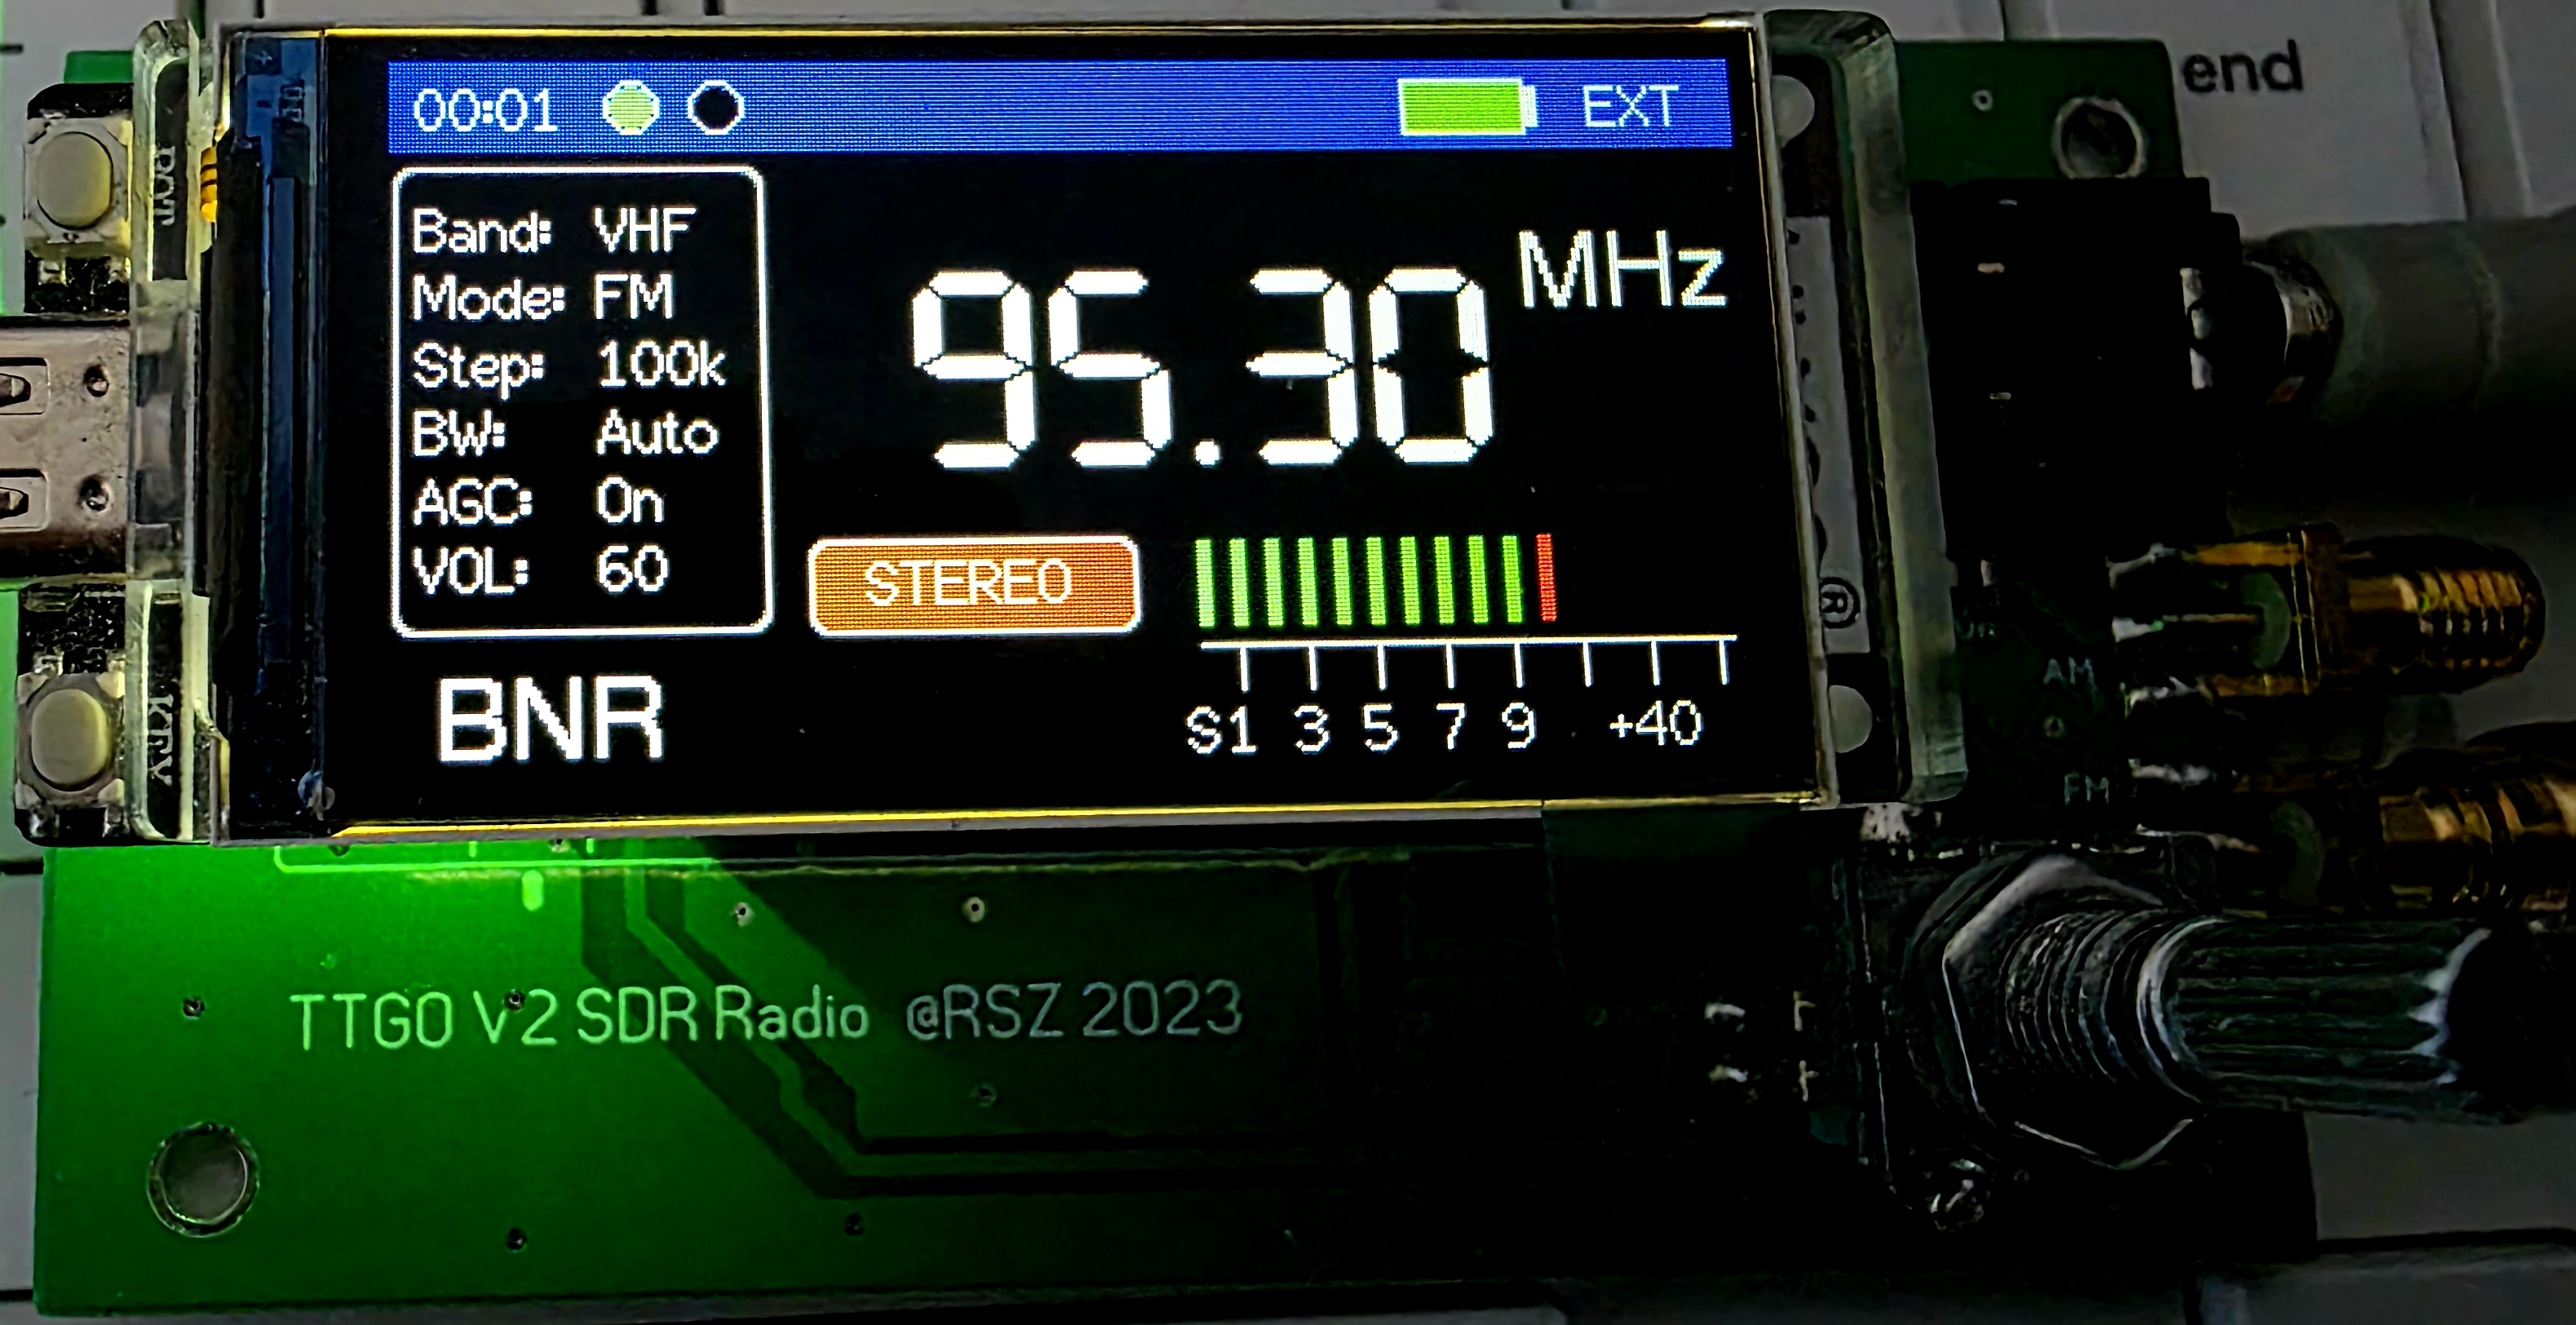 end
00:01 EXT
Band: VHF
Mode: FM
Step: 100k
BW: Auto
AGC: On
VOL: 60
95.30 MHz
STEREO
S1 3 5 7 9 . +40
BNR
KEY
®
AM
FM
TTGO V2 SDR Radio @RSZ 2023